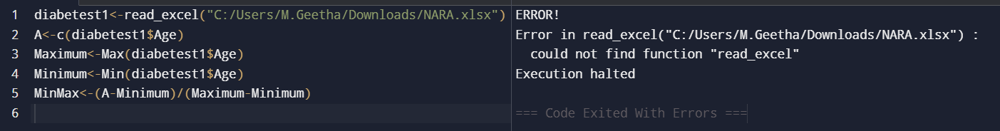 1 diabetest1<-read_excel("C:/Users/M.Geetha/Downloads/NARA.xlsx")
2 A<-c(diabetest1$Age)
3 Maximum<-Max(diabetest1$Age)
4 Minimum<-Min(diabetest1$Age)
5 MinMax<-(A-Minimum)/(Maximum-Minimum)
6
ERROR!
Error in read_excel("C:/Users/M.Geetha/Downloads/NARA.xlsx") :
  could not find function "read_excel"
Execution halted
=== Code Exited With Errors ===